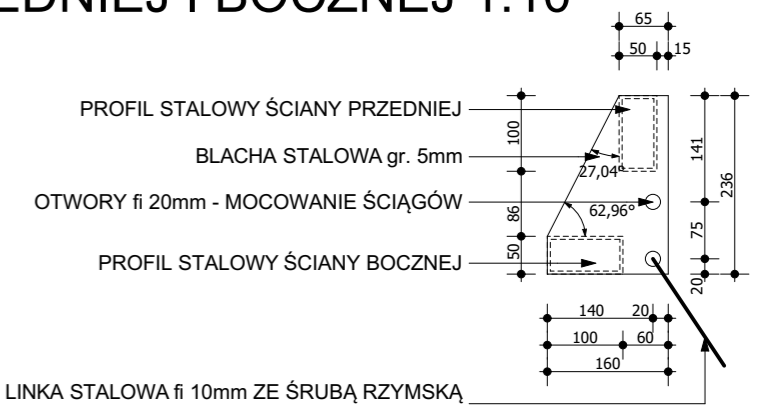 EDNIEJ I BOCZNEJ 1:10
65
50 15
PROFIL STALOWY ŚCIANY PRZEDNIEJ
BLACHA STALOWA gr. 5mm
OTWORY fi 20mm - MOCOWANIE ŚCIĄGÓW
PROFIL STALOWY ŚCIANY BOCZNEJ
LINKA STALOWA fi 10mm ZE ŚRUBĄ RZYMSKĄ
100
86
50
27,04°
62,96°
141
75
20
236
140 20
100 60
160